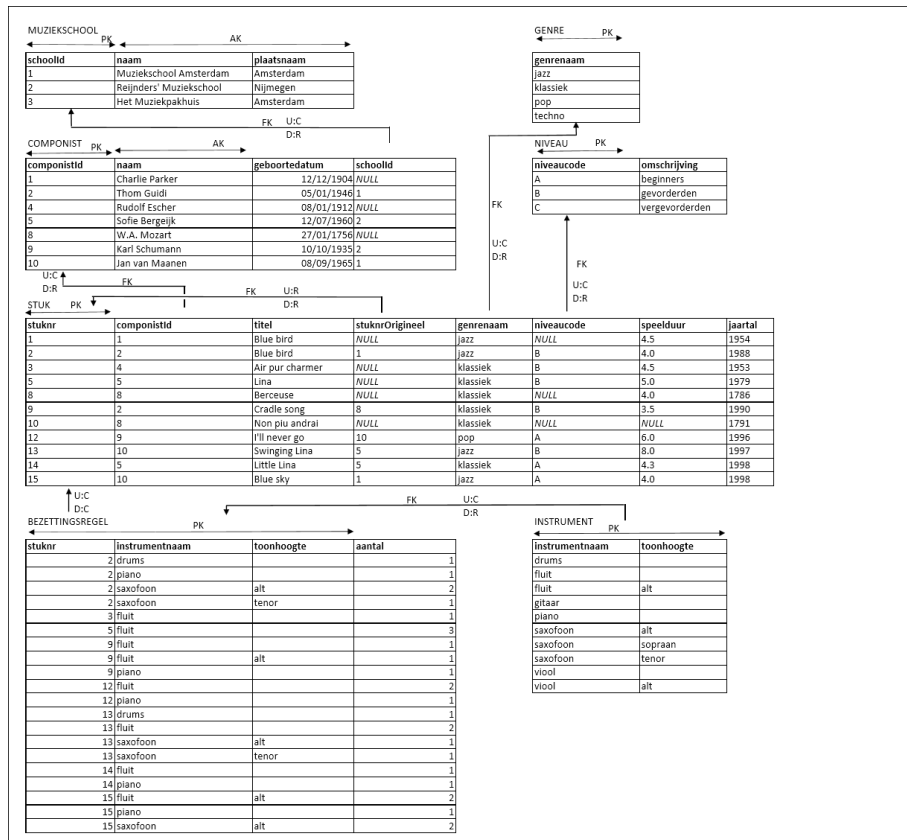 MUZIEKSCHOOL
PK AK
schoolId naam plaatsnaam
1 Muziekschool Amsterdam Amsterdam
2 Reijnders' Muziekschool Nijmegen
3 Het Muziekpakhuis Amsterdam
GENRE PK
genrenaam
jazz
klassiek
pop
techno
FK U:C
D:R
COMPONIST
PK AK
componistId naam geboortedatum schoolId
1 Charlie Parker 12/12/1904 NULL
2 Thom Guidi 05/01/1946 1
4 Rudolf Escher 08/01/1912 NULL
5 Sofie Bergeijk 12/07/1960 2
8 W.A. Mozart 27/01/1756 NULL
9 Karl Schumann 10/10/1935 2
10 Jan van Maanen 08/09/1965 1
NIVEAU PK
niveaucode omschrijving
A beginners
B gevorderden
C vergevorderden
FK
U:C
D:R
FK
U:C
D:R
U:C
D:R FK
FK U:R
D:R
STUK PK
stuknr componistId titel stuknrOrigineel genrenaam niveaucode speelduur jaartal
1 1 Blue bird NULL jazz NULL 4.5 1954
2 2 Blue bird 1 jazz B 4.0 1988
3 4 Air pur charmer NULL klassiek B 4.5 1953
5 5 Lina NULL klassiek B 5.0 1979
8 8 Berceuse NULL klassiek NULL 4.0 1786
9 2 Cradle song 8 klassiek B 3.5 1990
10 8 Non piu andrai NULL klassiek NULL NULL 1791
12 9 I'll never go 10 pop A 6.0 1996
13 10 Swinging Lina 5 jazz B 8.0 1997
14 5 Little Lina 5 klassiek A 4.3 1998
15 10 Blue sky 1 jazz A 4.0 1998
U:C
D:C
FK U:C
D:R
BEZETTINGSREGEL
PK
stuknr instrumentnaam toonhoogte aantal
2 drums 1
2 piano 1
2 saxofoon alt 2
2 saxofoon tenor 1
3 fluit 1
5 fluit 3
9 fluit 1
9 fluit alt 1
9 piano 1
12 fluit 2
12 piano 1
13 drums 1
13 fluit 2
13 saxofoon alt 1
13 saxofoon tenor 1
14 fluit 1
14 piano 1
15 fluit alt 2
15 piano 1
15 saxofoon alt 2
INSTRUMENT
PK
instrumentnaam toonhoogte
drums
fluit
fluit alt
gitaar
piano
saxofoon alt
saxofoon sopraan
saxofoon tenor
viool
viool alt